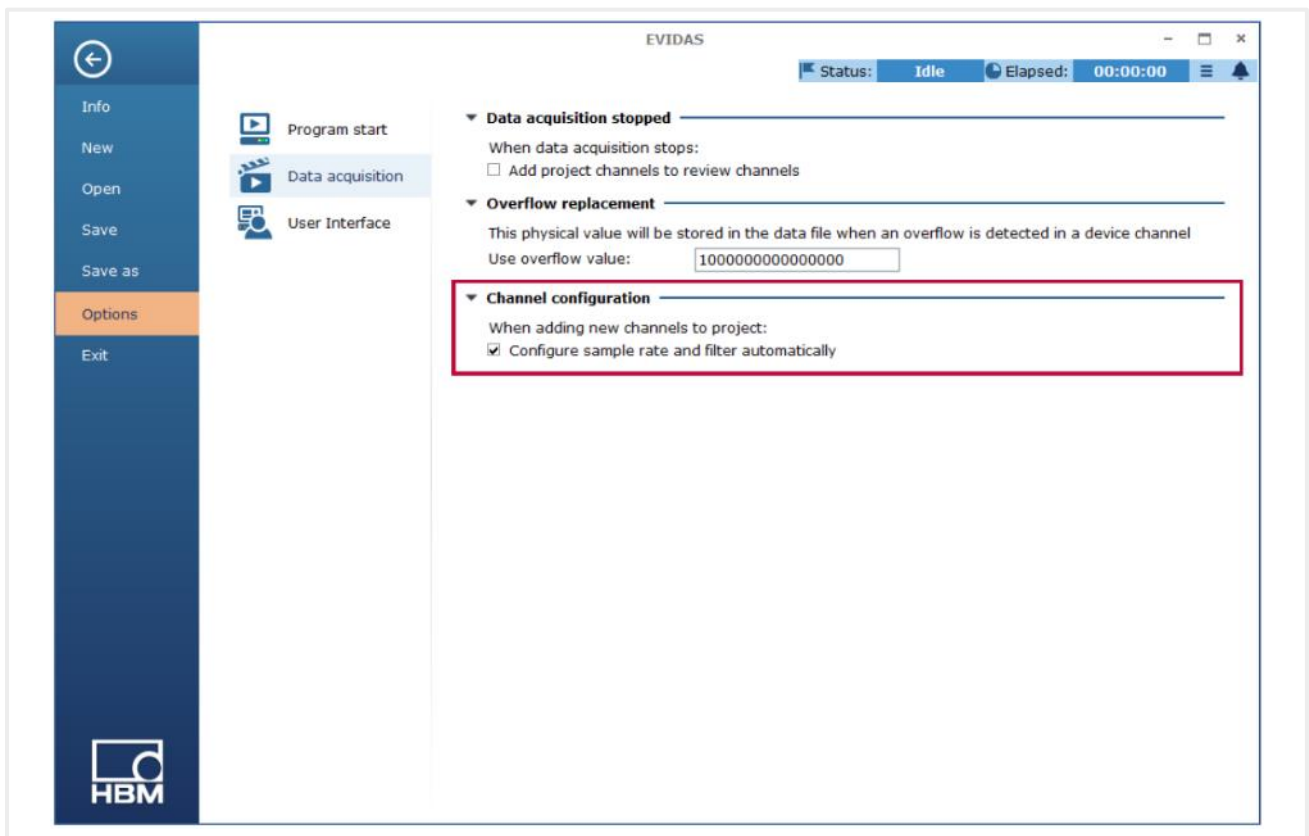 EVIDAS
Status: Idle Elapsed: 00:00:00
Info
New
Open
Save
Save as
Options
Exit
HBM
Program start
Data acquisition
User Interface
Data acquisition stopped
When data acquisition stops:
Add project channels to review channels
Overflow replacement
This physical value will be stored in the data file when an overflow is detected in a device channel
Use overflow value: 1000000000000000
Channel configuration
When adding new channels to project:
Configure sample rate and filter automatically